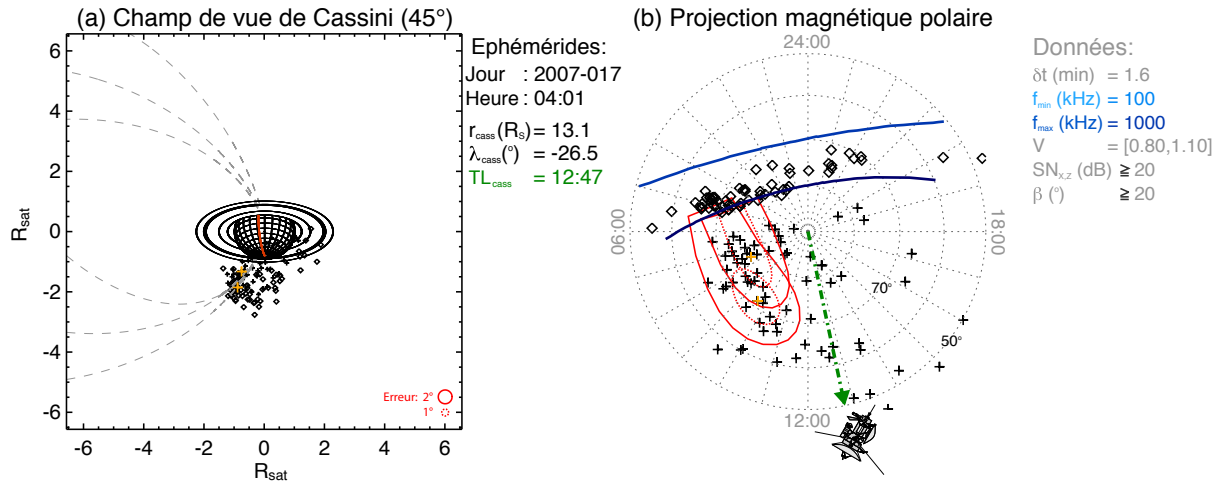 (a) Champ de vue de Cassini (45°)
6
4
2
0
-2
-4
-6
R_sat
-6
-4
-2
0
2
4
6
R_sat
Erreur: 2°
1°
Ephémérides:
Jour : 2007-017
Heure : 04:01
r_cass(R_S) = 13.1
λ_cass(°) = -26.5
TL_cass = 12:47
(b) Projection magnétique polaire
24:00
06:00
18:00
70°
50°
12:00
Données:
δt (min) = 1.6
f_min (kHz) = 100
f_max (kHz) = 1000
V = [0.80,1.10]
SN_x,z (dB) ≧ 20
β (°) ≧ 20